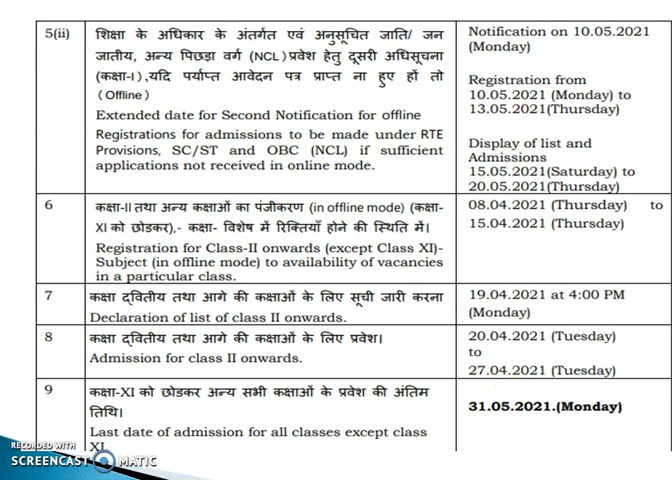 5(ii)
शिक्षा के अधिकार के अंतर्गत एवं अनुसूचित जाति/ जन
जातीय, अन्य पिछड़ा वर्ग (NCL) प्रवेश हेतु दूसरी अधिसूचना
(कक्षा-I),यदि पर्याप्त आवेदन पत्र प्राप्त ना हुए हों तो
(Offline)
Extended date for Second Notification for offline
Registrations for admissions to be made under RTE
Provisions, SC/ST and OBC (NCL) if sufficient
applications not received in online mode.
Notification on 10.05.2021
(Monday)
Registration from
10.05.2021 (Monday) to
13.05.2021(Thursday)
Display of list and
Admissions
15.05.2021(Saturday) to
20.05.2021(Thursday)
6
कक्षा-II तथा अन्य कक्षाओं का पंजीकरण (in offline mode) (कक्षा-
XI को छोडकर),- कक्षा- विशेष में रिक्तियाँ होने की स्थिति में।
Registration for Class-II onwards (except Class XI)-
Subject (in offline mode) to availability of vacancies
in a particular class.
08.04.2021 (Thursday) to
15.04.2021 (Thursday)
7
कक्षा द्वितीय तथा आगे की कक्षाओं के लिए सूची जारी करना
Declaration of list of class II onwards.
19.04.2021 at 4:00 PM
(Monday)
8
कक्षा द्वितीय तथा आगे की कक्षाओं के लिए प्रवेश।
Admission for class II onwards.
20.04.2021 (Tuesday)
to
27.04.2021 (Tuesday)
9
कक्षा-XI को छोडकर अन्य सभी कक्षाओं के प्रवेश की अंतिम
तिथि।
Last date of admission for all classes except class
XI.
31.05.2021.(Monday)
RECORDED WITH
SCREENCAST MATIC